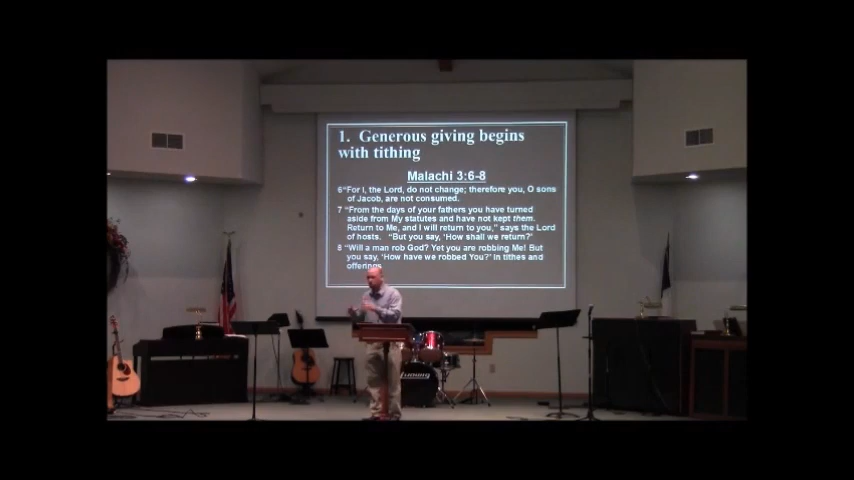 1. Generous giving begins
with tithing
Malachi 3:6-8
6 “For I, the Lord, do not change; therefore you, O sons
of Jacob, are not consumed.
7 “From the days of your fathers you have turned
aside from My statutes and have not kept them.
Return to Me, and I will return to you,” says the Lord
of hosts. “But you say, ‘How shall we return?’
8 “Will a man rob God? Yet you are robbing Me! But
you say, ‘How have we robbed You?’ In tithes and
offerings